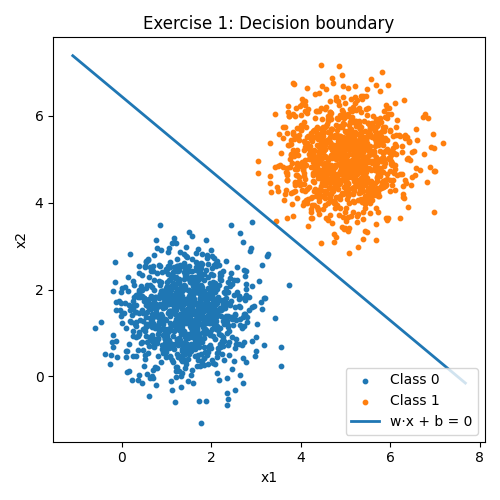 Exercise 1: Decision boundary
x2
6
4
2
0
Class 0
Class 1
w·x + b = 0
0 2 4 6 8
x1